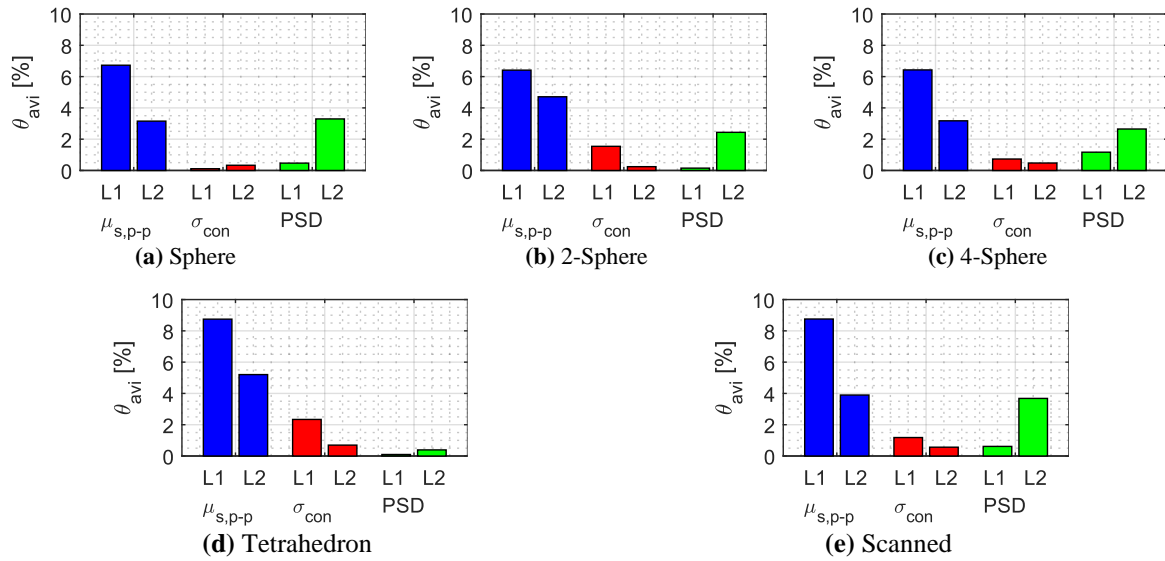 10
8
6
4
2
0
θavi [%]
L1 L2 L1 L2 L1 L2
μs,p-p σcon PSD
(a) Sphere
10
8
6
4
2
0
θavi [%]
L1 L2 L1 L2 L1 L2
μs,p-p σcon PSD
(b) 2-Sphere
10
8
6
4
2
0
θavi [%]
L1 L2 L1 L2 L1 L2
μs,p-p σcon PSD
(c) 4-Sphere
10
8
6
4
2
0
θavi [%]
L1 L2 L1 L2 L1 L2
μs,p-p σcon PSD
(d) Tetrahedron
10
8
6
4
2
0
θavi [%]
L1 L2 L1 L2 L1 L2
μs,p-p σcon PSD
(e) Scanned